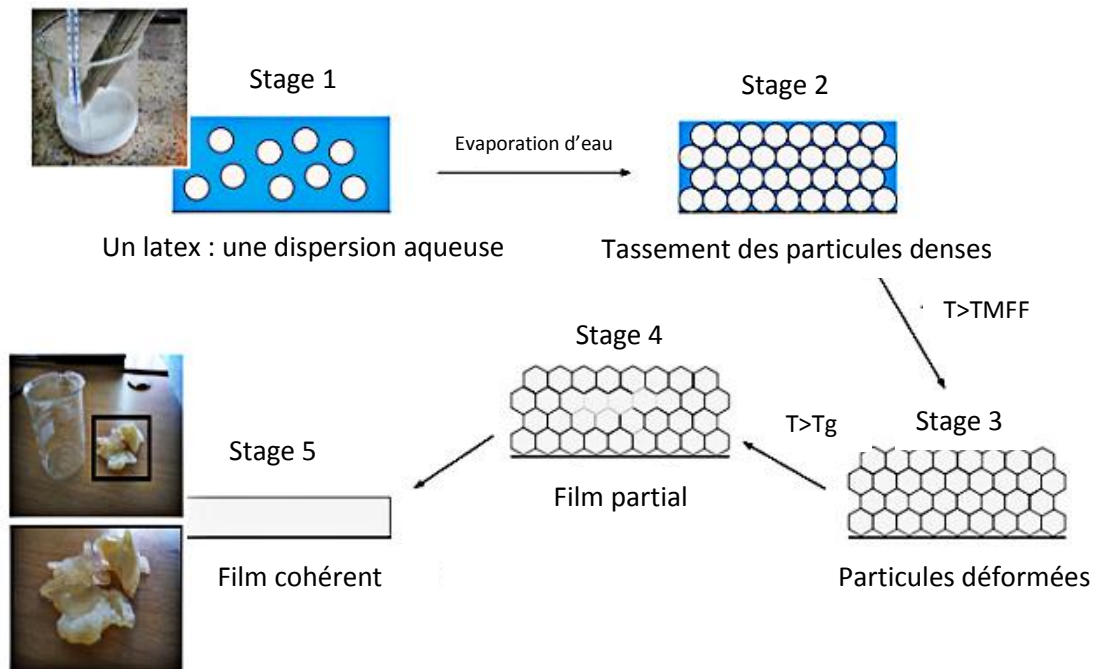 Stage 1
Stage 2
Evaporation d’eau
Un latex : une dispersion aqueuse
Tassement des particules denses
T>TMFF
Stage 4
Stage 3
T>Tg
Stage 5
Film partial
Film cohérent
Particules déformées